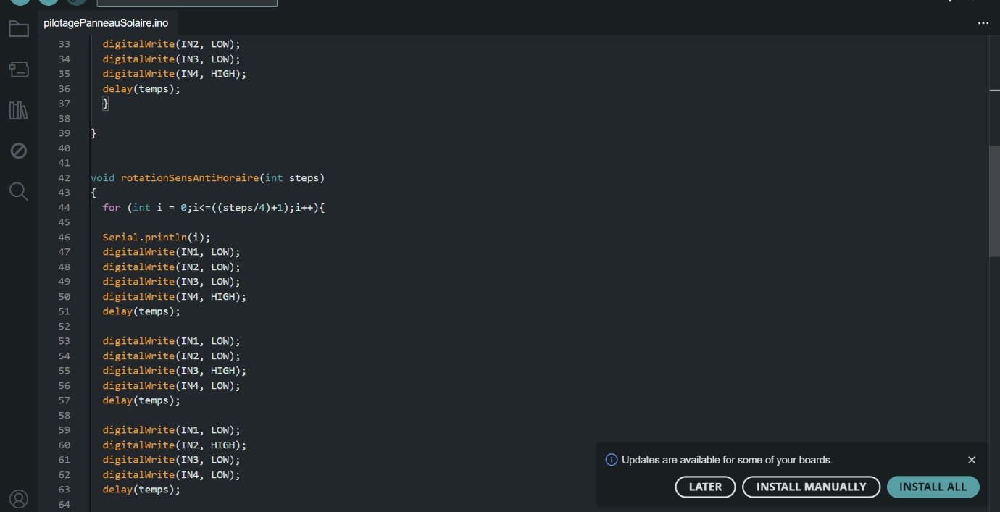 pilotagePanneauSolaire.ino
33 digitalWrite(IN2, LOW);
34 digitalWrite(IN3, LOW);
35 digitalWrite(IN4, HIGH);
36 delay(temps);
37 }
38
39 }
40
41
42 void rotationSensAntiHoraire(int steps)
43 {
44 for (int i = 0;i<=((steps/4)+1);i++){
45
46 Serial.println(i);
47 digitalWrite(IN1, LOW);
48 digitalWrite(IN2, LOW);
49 digitalWrite(IN3, LOW);
50 digitalWrite(IN4, HIGH);
51 delay(temps);
52
53 digitalWrite(IN1, LOW);
54 digitalWrite(IN2, LOW);
55 digitalWrite(IN3, HIGH);
56 digitalWrite(IN4, LOW);
57 delay(temps);
58
59 digitalWrite(IN1, LOW);
60 digitalWrite(IN2, HIGH);
61 digitalWrite(IN3, LOW);
62 digitalWrite(IN4, LOW);
63 delay(temps);
64
Updates are available for some of your boards.
LATER INSTALL MANUALLY INSTALL ALL